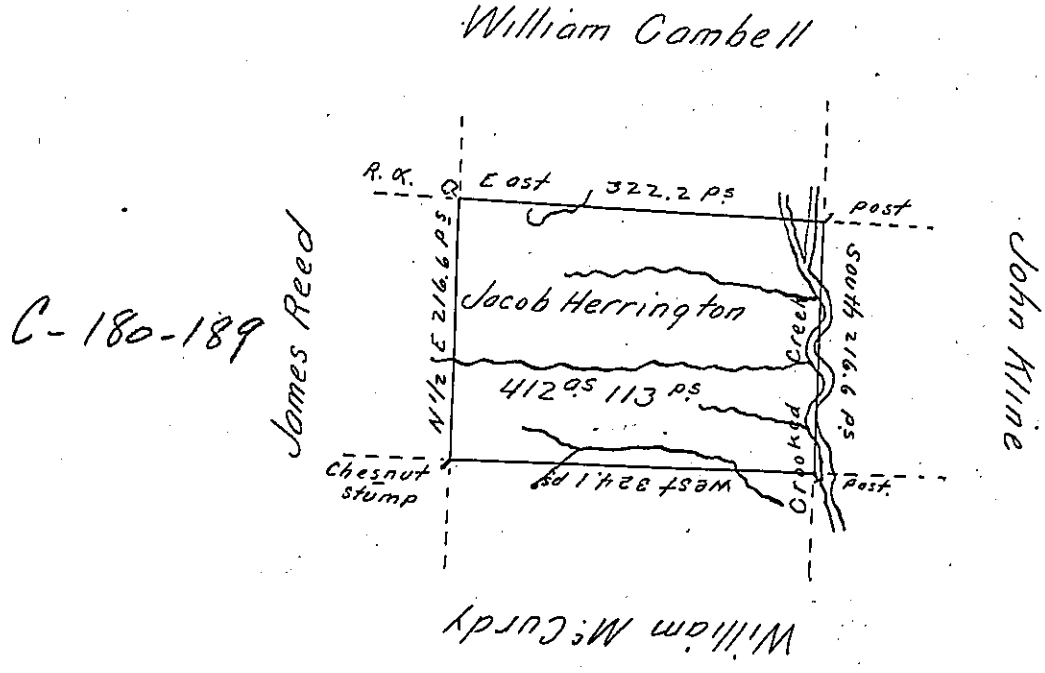 William Cambell
R. O.
East 322.2 Ps
Post
James Reed
N 1/2 E 216.6 Ps
Jacob Herrington
South 216.6 Ps
John Kline
C-180-189
412 as 113 Ps
Crooked Creek
Chesnut
stump
West 324.1 Ps
Post.
William McCurdy